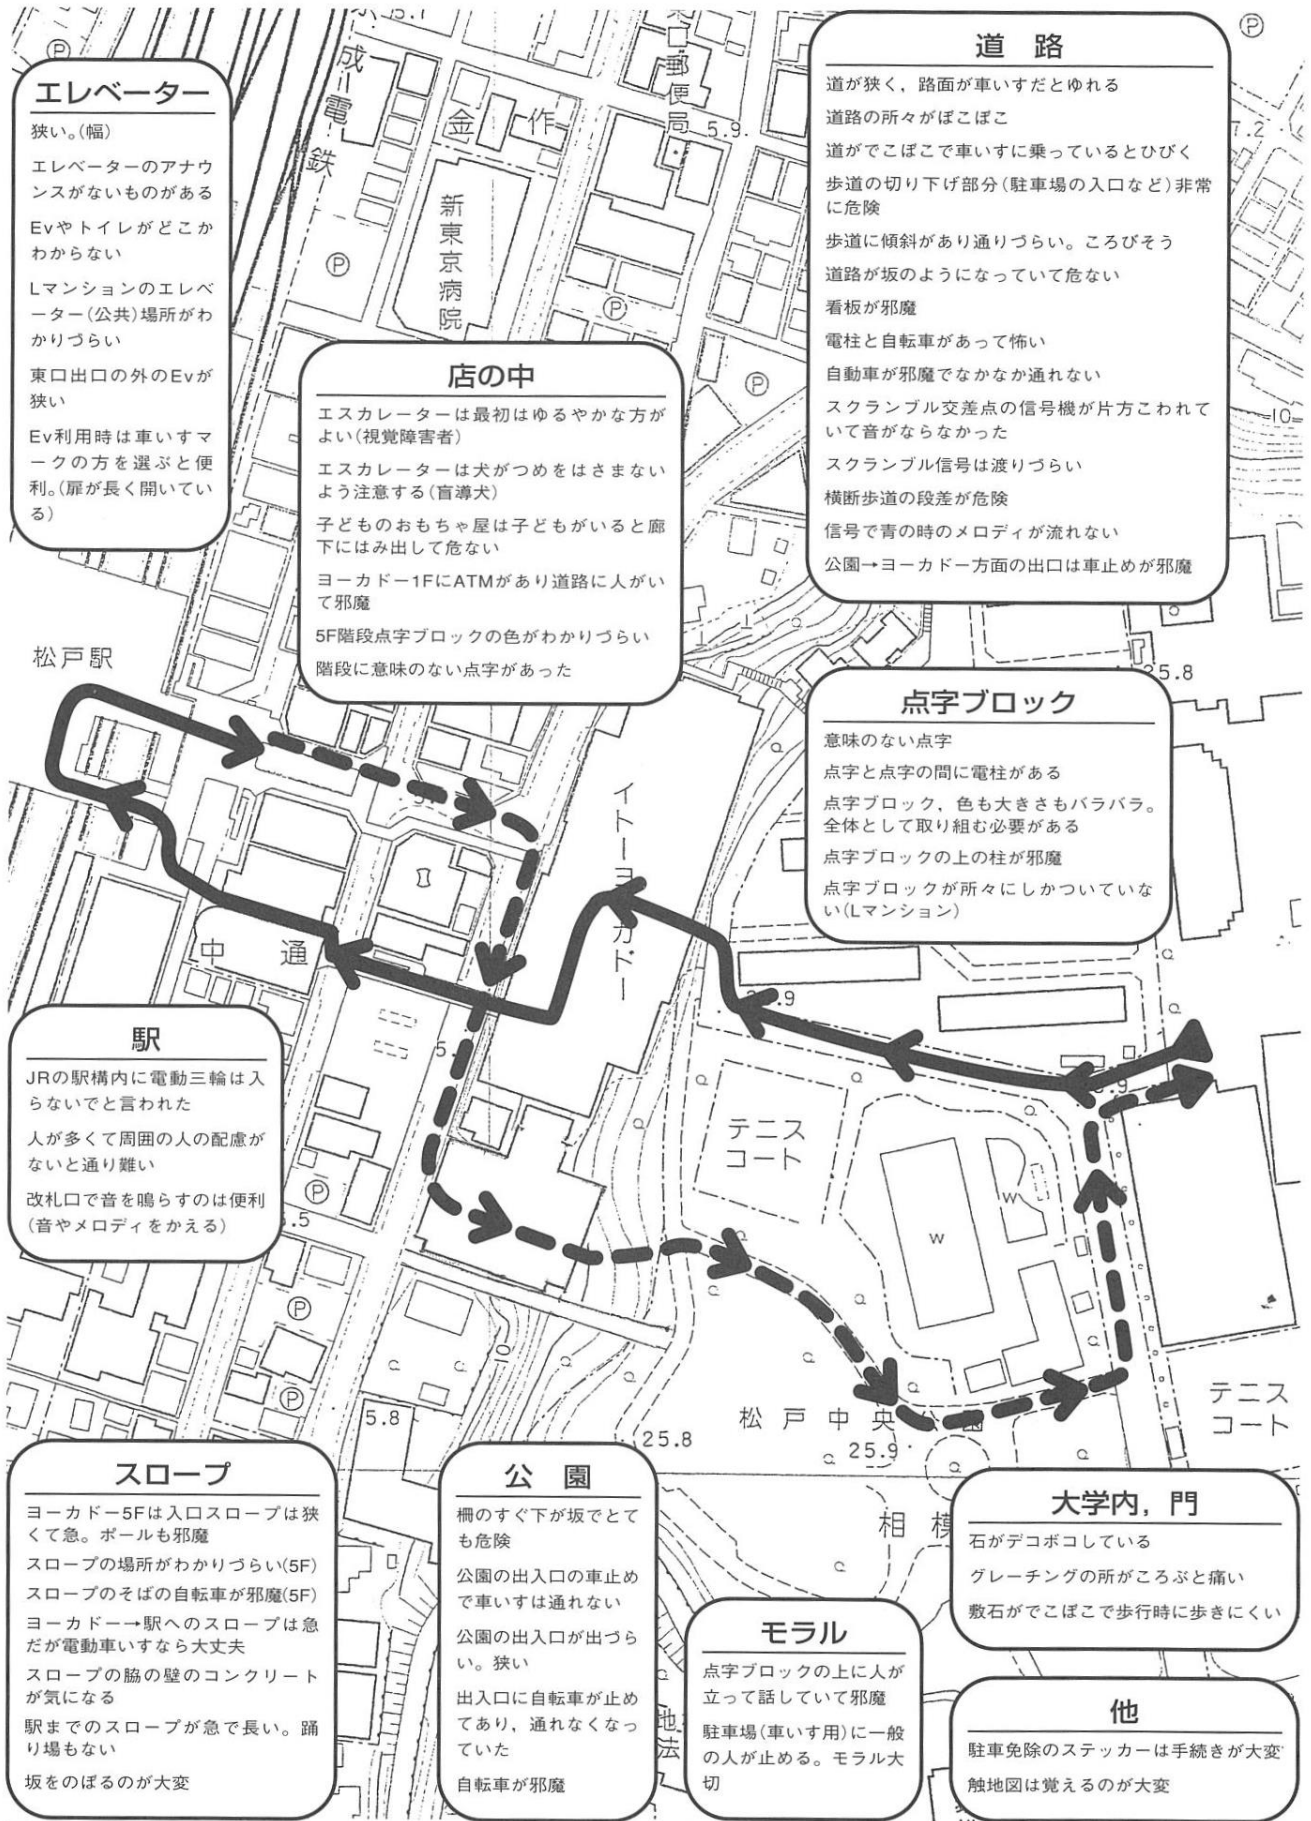 エレベーター
狭い。(幅)
エレベーターのアナウ
ンスがないものがある
Evやトイレがどこか
わからない
Lマンションのエレベ
ーター(公共)場所がわ
かりづらい
東口出口の外のEvが
狭い
Ev利用時は車いすマ
ークの方を選ぶと便
利。(扉が長く開いてい
る)
成電鉄
金作
口郵便局
5.9
7.2
新東京病院
Ⓟ
Ⓟ
Ⓟ
Ⓟ
Ⓟ
道 路
道が狭く，路面が車いすだとゆれる
道路の所々がぼこぼこ
道がでこぼこで車いすに乗っているとひびく
歩道の切り下げ部分(駐車場の入口など)非常
に危険
歩道に傾斜があり通りづらい。ころびそう
道路が坂のようになっていて危ない
看板が邪魔
電柱と自転車があって怖い
自動車が邪魔でなかなか通れない
スクランブル交差点の信号機が片方こわれて
いて音がならなかった
スクランブル信号は渡りづらい
横断歩道の段差が危険
信号で青の時のメロディが流れない
公園→ヨーカドー方面の出口は車止めが邪魔
10
店の中
エスカレーターは最初はゆるやかな方が
よい(視覚障害者)
エスカレーターは犬がつめをはさまない
よう注意する(盲導犬)
子どものおもちゃ屋は子どもがいると廊
下にはみ出して危ない
ヨーカドー1FにATMがあり道路に人がい
て邪魔
5F階段点字ブロックの色がわかりづらい
階段に意味のない点字があった
松戸駅
25.8
点字ブロック
意味のない点字
点字と点字の間に電柱がある
点字ブロック，色も大きさもバラバラ。
全体として取り組む必要がある
点字ブロックの上の柱が邪魔
点字ブロックが所々にしかついていな
い(Lマンション)
イトーヨーカドー
中通
駅
JRの駅構内に電動三輪は入
らないでと言われた
人が多くて周囲の人の配慮が
ないと通り難い
改札口で音を鳴らすのは便利
(音やメロディをかえる)
テニス
コート
W
W
Ⓟ
Ⓟ
Ⓟ
10
5.8
25.8
松戸中央公園
25.9
テニス
コート
スロープ
ヨーカドー5Fは入口スロープは狭
くて急。ポールも邪魔
スロープの場所がわかりづらい(5F)
スロープのそばの自転車が邪魔(5F)
ヨーカドー→駅へのスロープは急
だが電動車いすなら大丈夫
スロープの脇の壁のコンクリート
が気になる
駅までのスロープが急で長い。踊
り場もない
坂をのぼるのが大変
公 園
柵のすぐ下が坂でとて
も危険
公園の出入口の車止め
で車いすは通れない
公園の出入口が出づら
い。狭い
出入口に自転車が止め
てあり，通れなくなっ
ていた
自転車が邪魔
相模
モラル
点字ブロックの上に人が
立って話していて邪魔
駐車場(車いす用)に一般
の人が止める。モラル大
切
大学内，門
石がデコボコしている
グレーチングの所がころぶと痛い
敷石がでこぼこで歩行時に歩きにくい
他
駐車免除のステッカーは手続きが大変
触地図は覚えるのが大変